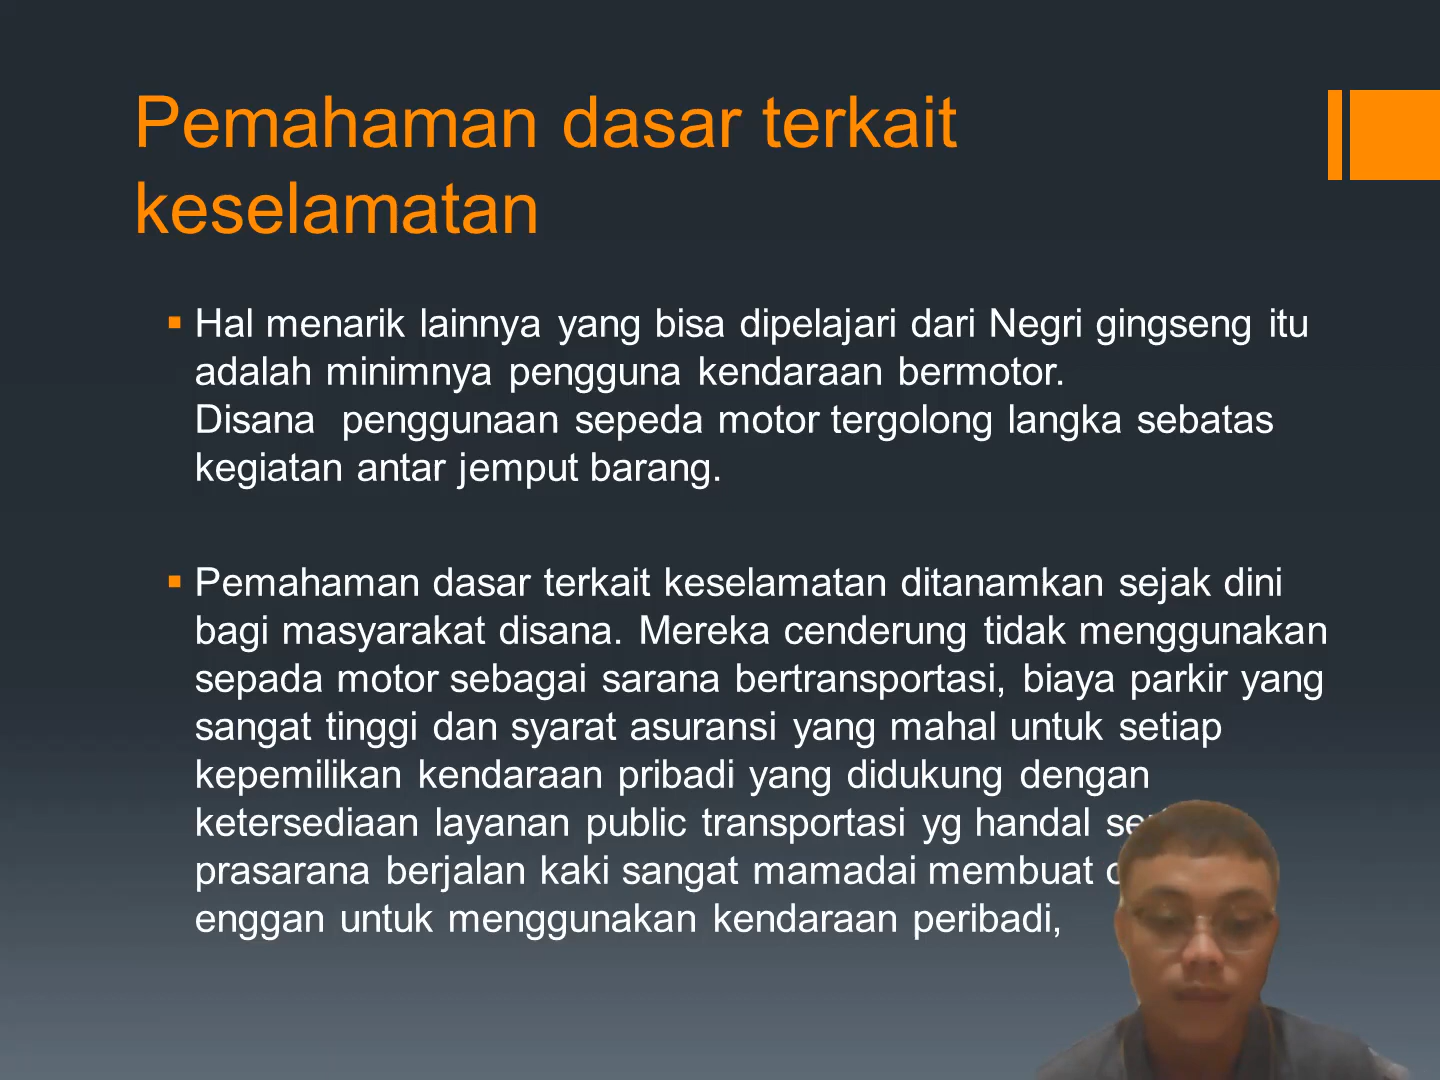 Pemahaman dasar terkait
keselamatan
Hal menarik lainnya yang bisa dipelajari dari Negri gingseng itu
adalah minimnya pengguna kendaraan bermotor.
Disana penggunaan sepeda motor tergolong langka sebatas
kegiatan antar jemput barang.
Pemahaman dasar terkait keselamatan ditanamkan sejak dini
bagi masyarakat disana. Mereka cenderung tidak menggunakan
sepada motor sebagai sarana bertransportasi, biaya parkir yang
sangat tinggi dan syarat asuransi yang mahal untuk setiap
kepemilikan kendaraan pribadi yang didukung dengan
ketersediaan layanan public transportasi yg handal
prasarana berjalan kaki sangat mamadai membuat
enggan untuk menggunakan kendaraan peribadi,